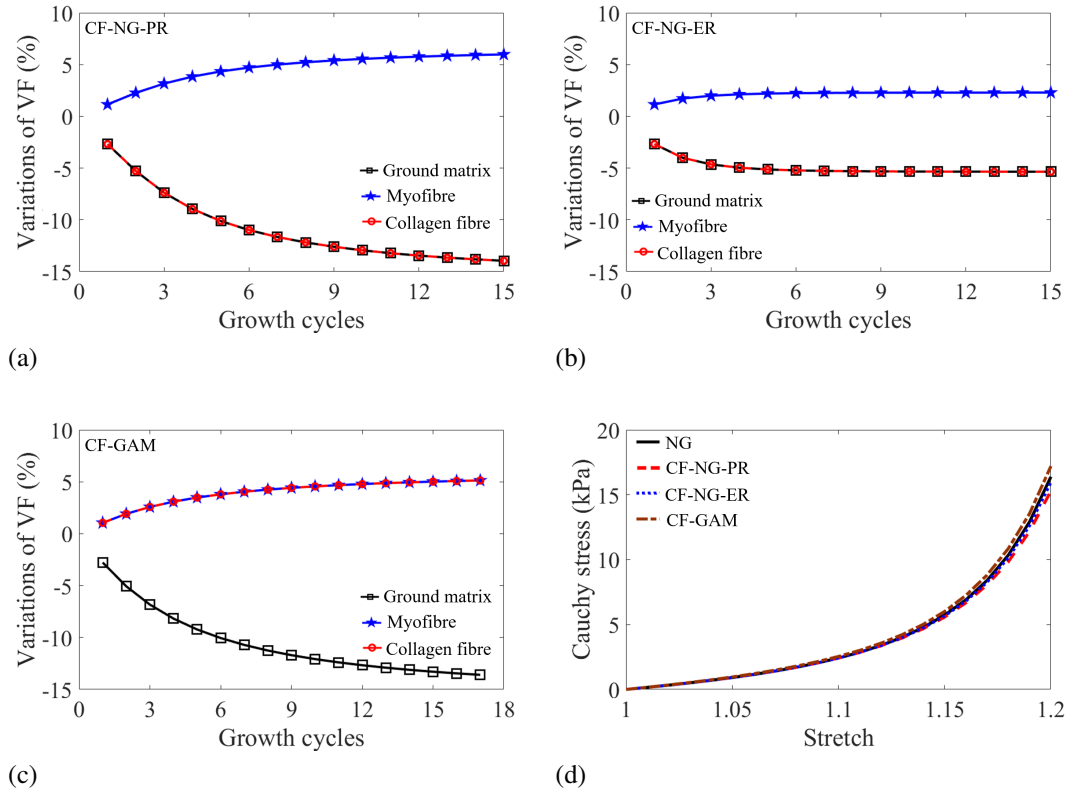 CF-NG-PR
Variations of VF (%)
10
5
0
-5
-10
-15
Ground matrix
Myofibre
Collagen fibre
0 3 6 9 12 15
Growth cycles
(a)
CF-NG-ER
Variations of VF (%)
10
5
0
-5
-10
-15
Ground matrix
Myofibre
Collagen fibre
0 3 6 9 12 15
Growth cycles
(b)
CF-GAM
Variations of VF (%)
10
5
0
-5
-10
-15
Ground matrix
Myofibre
Collagen fibre
0 3 6 9 12 15 18
Growth cycles
(c)
Cauchy stress (kPa)
20
15
10
5
0
NG
CF-NG-PR
CF-NG-ER
CF-GAM
1 1.05 1.1 1.15 1.2
Stretch
(d)